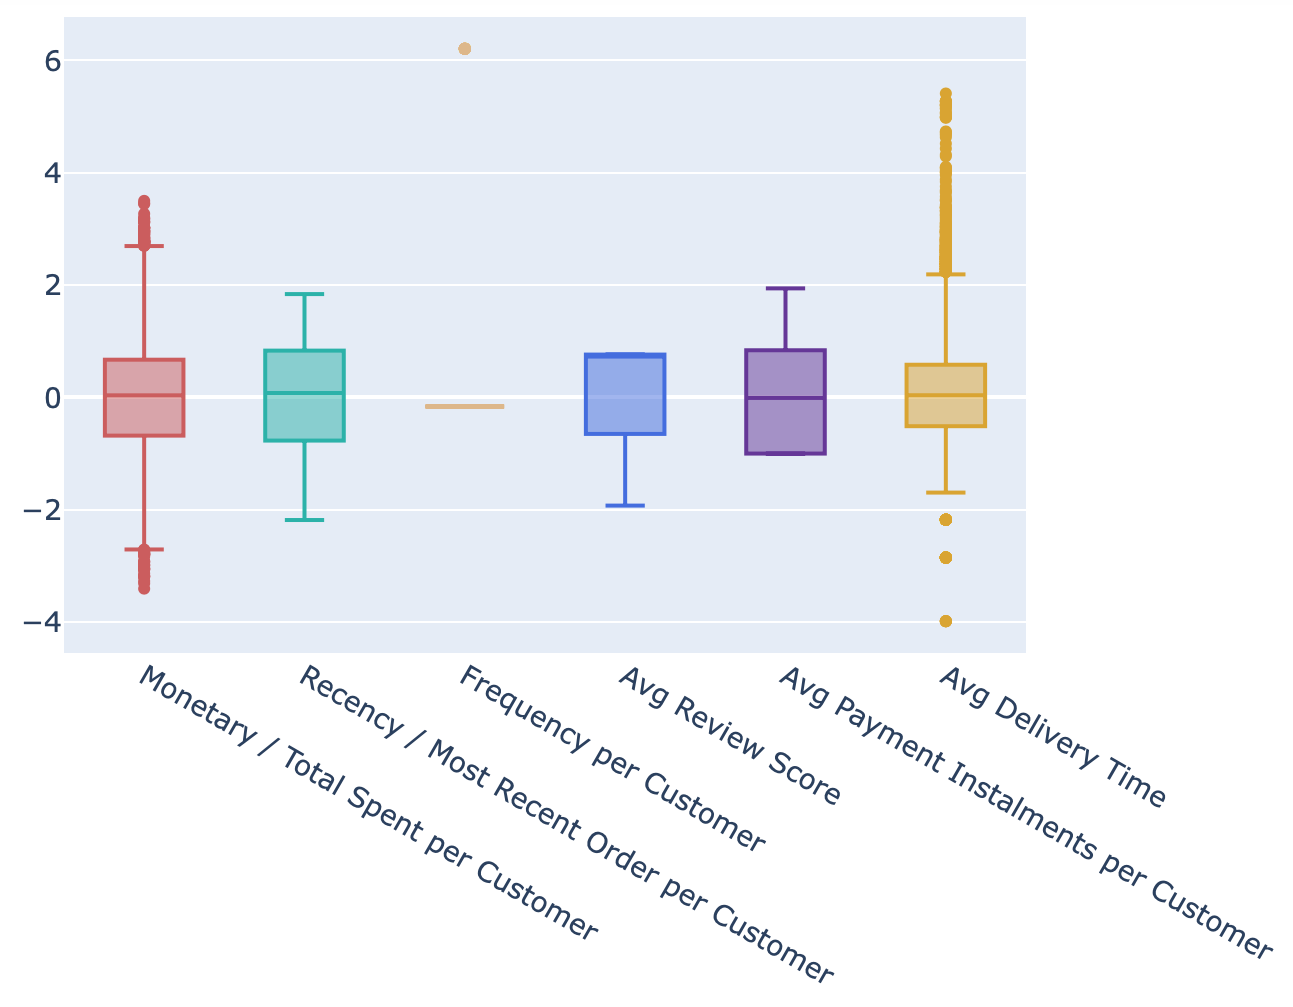 6
4
2
0
−2
−4
Monetary / Total Spent per Customer
Recency / Most Recent Order per Customer
Frequency per Customer
Avg Review Score
Avg Payment Instalments per Customer
Avg Delivery Time